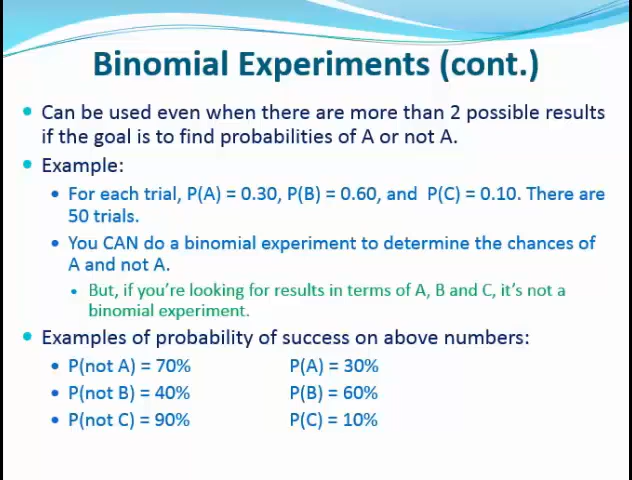 Binomial Experiments (cont.)
• Can be used even when there are more than 2 possible results
if the goal is to find probabilities of A or not A.
• Example:
• For each trial, P(A) = 0.30, P(B) = 0.60, and P(C) = 0.10. There are
50 trials.
• You CAN do a binomial experiment to determine the chances of
A and not A.
• But, if you're looking for results in terms of A, B and C, it's not a
binomial experiment.
• Examples of probability of success on above numbers:
• P(not A) = 70% P(A) = 30%
• P(not B) = 40% P(B) = 60%
• P(not C) = 90% P(C) = 10%